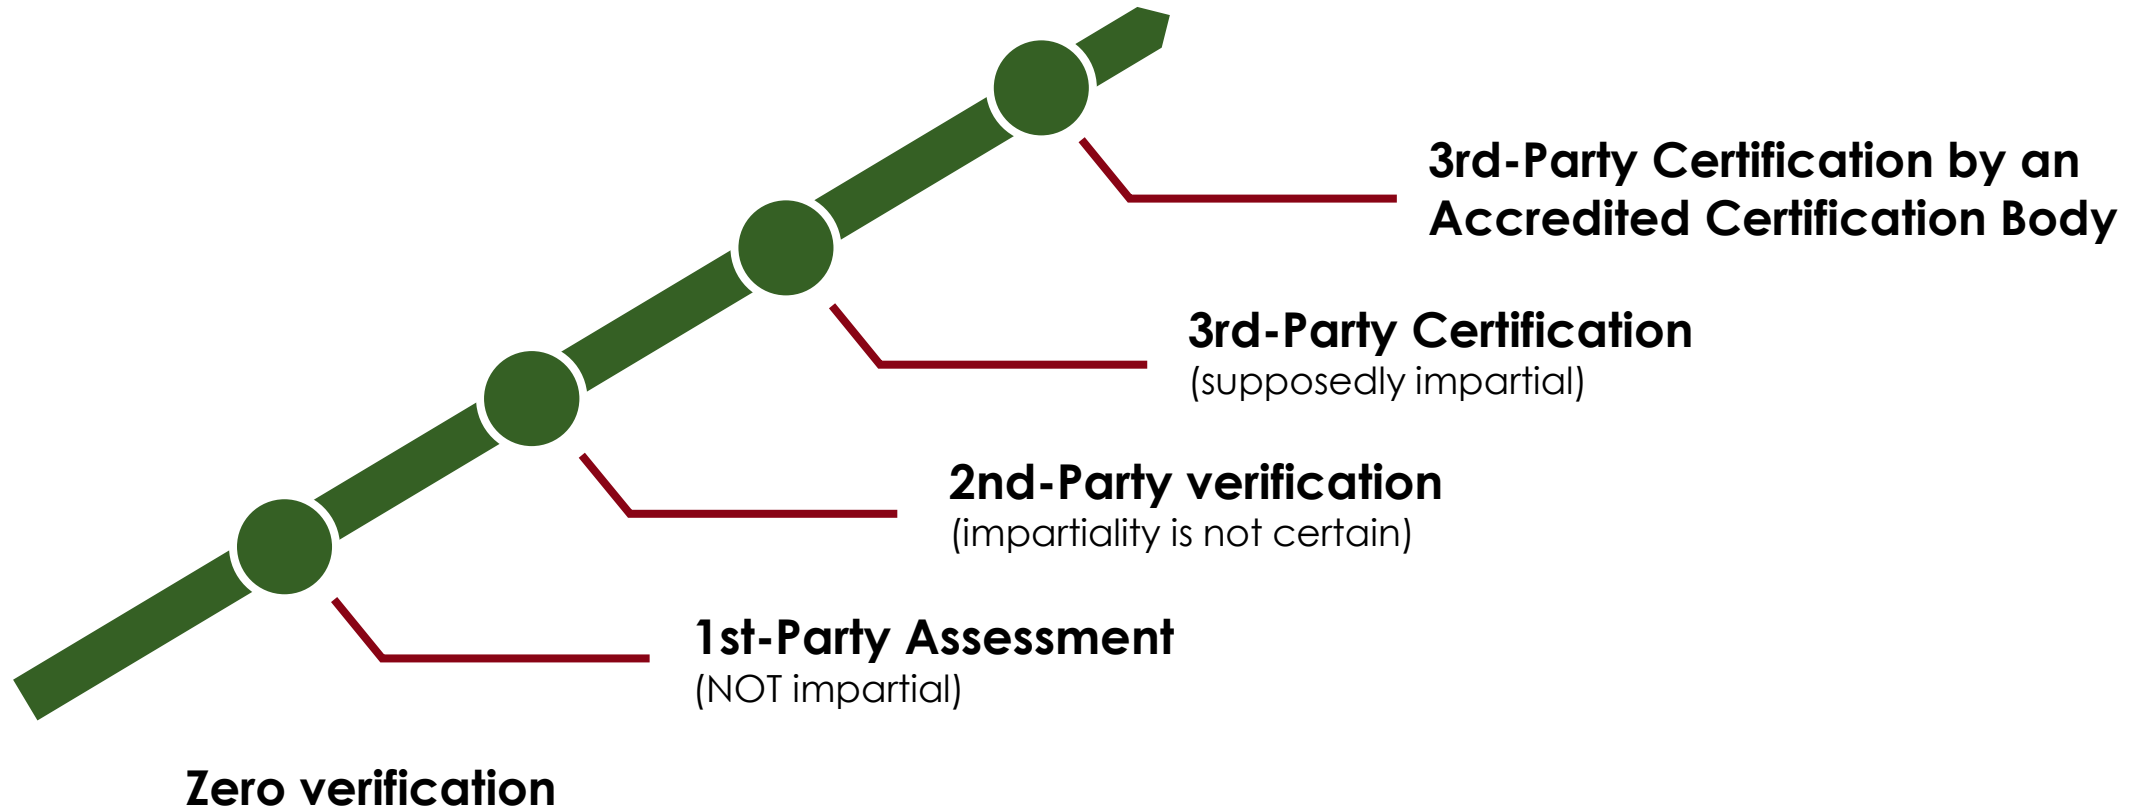 3rd-Party Certification by an
Accredited Certification Body
3rd-Party Certification
(supposedly impartial)
2nd-Party verification
(impartiality is not certain)
1st-Party Assessment
(NOT impartial)
Zero verification